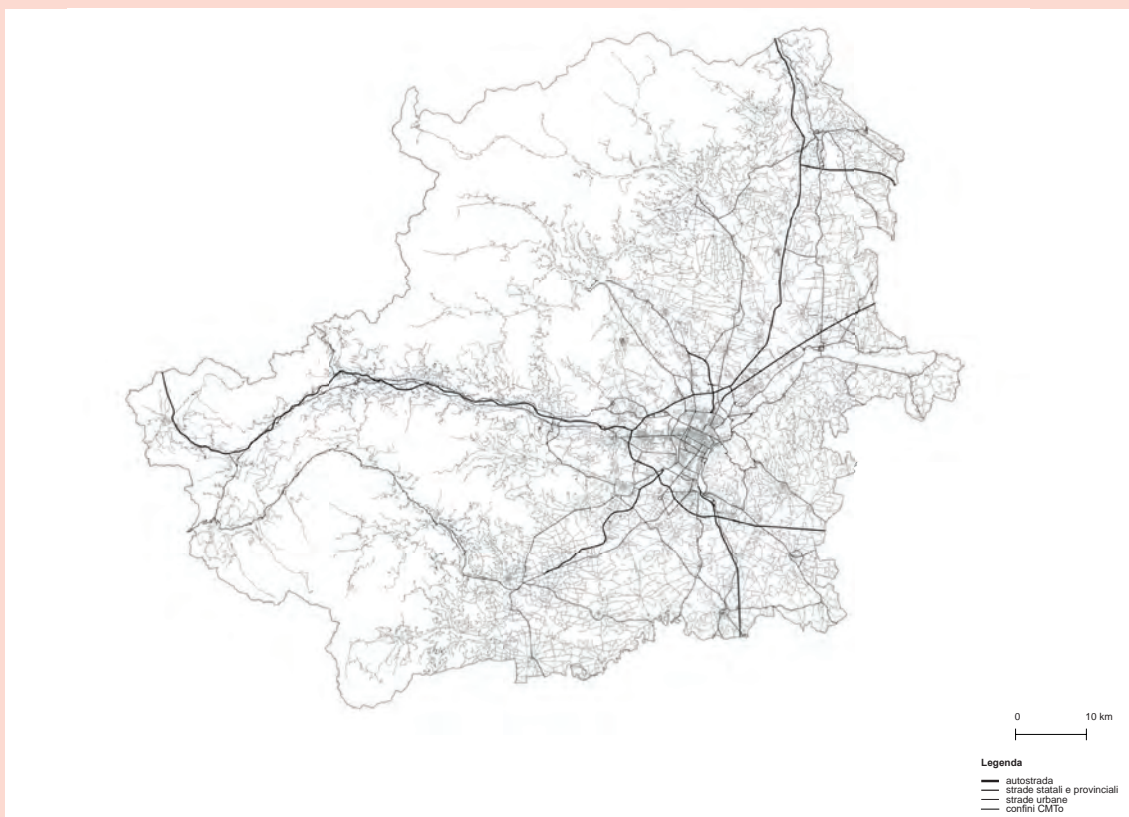 0 10 km
Legenda
autostrada
strade statali e provinciali
strade urbane
confini CMTo